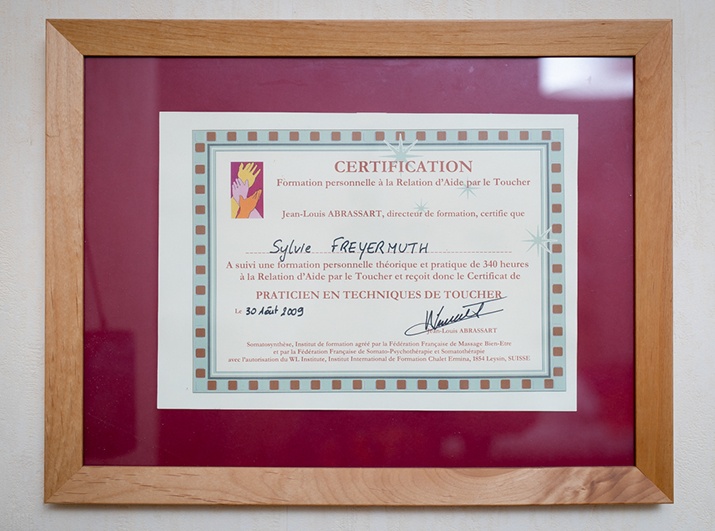 CERTIFICATION
Formation personnelle à la Relation d'Aide par le Toucher
Jean-Louis ABRASSART, directeur de formation, certifie que
Sylvie FREYERMUTH
A suivi une formation personnelle théorique et pratique de 340 heures
à la Relation d'Aide par le Toucher et reçoit donc le Certificat de
PRATICIEN EN TECHNIQUES DE TOUCHER
Le 30 Août 2009
Jean-Louis ABRASSART
Somatosynthèse, Institut de formation agréé par la Fédération Française de Massage Bien-Etre
et par la Fédération Française de Somato-Psychothérapie et Somatothérapie
avec l'autorisation du WL Institute, Institut International de Formation Chalet Ermina, 1854 Leysin, SUISSE